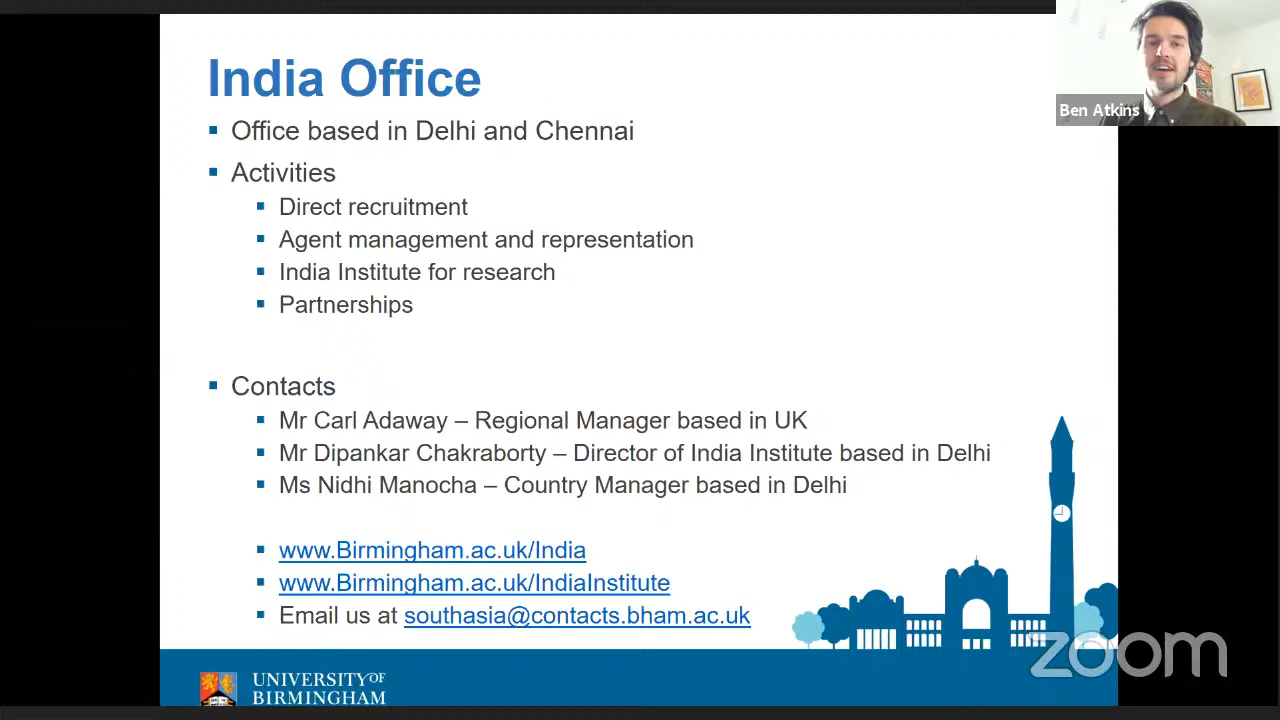 India Office
Office based in Delhi and Chennai
Activities
Direct recruitment
Agent management and representation
India Institute for research
Partnerships
Contacts
Mr Carl Adaway – Regional Manager based in UK
Mr Dipankar Chakraborty – Director of India Institute based in Delhi
Ms Nidhi Manocha – Country Manager based in Delhi
www.Birmingham.ac.uk/India
www.Birmingham.ac.uk/IndiaInstitute
Email us at southasia@contacts.bham.ac.uk
UNIVERSITYOF
BIRMINGHAM
Ben Atkins
zoom